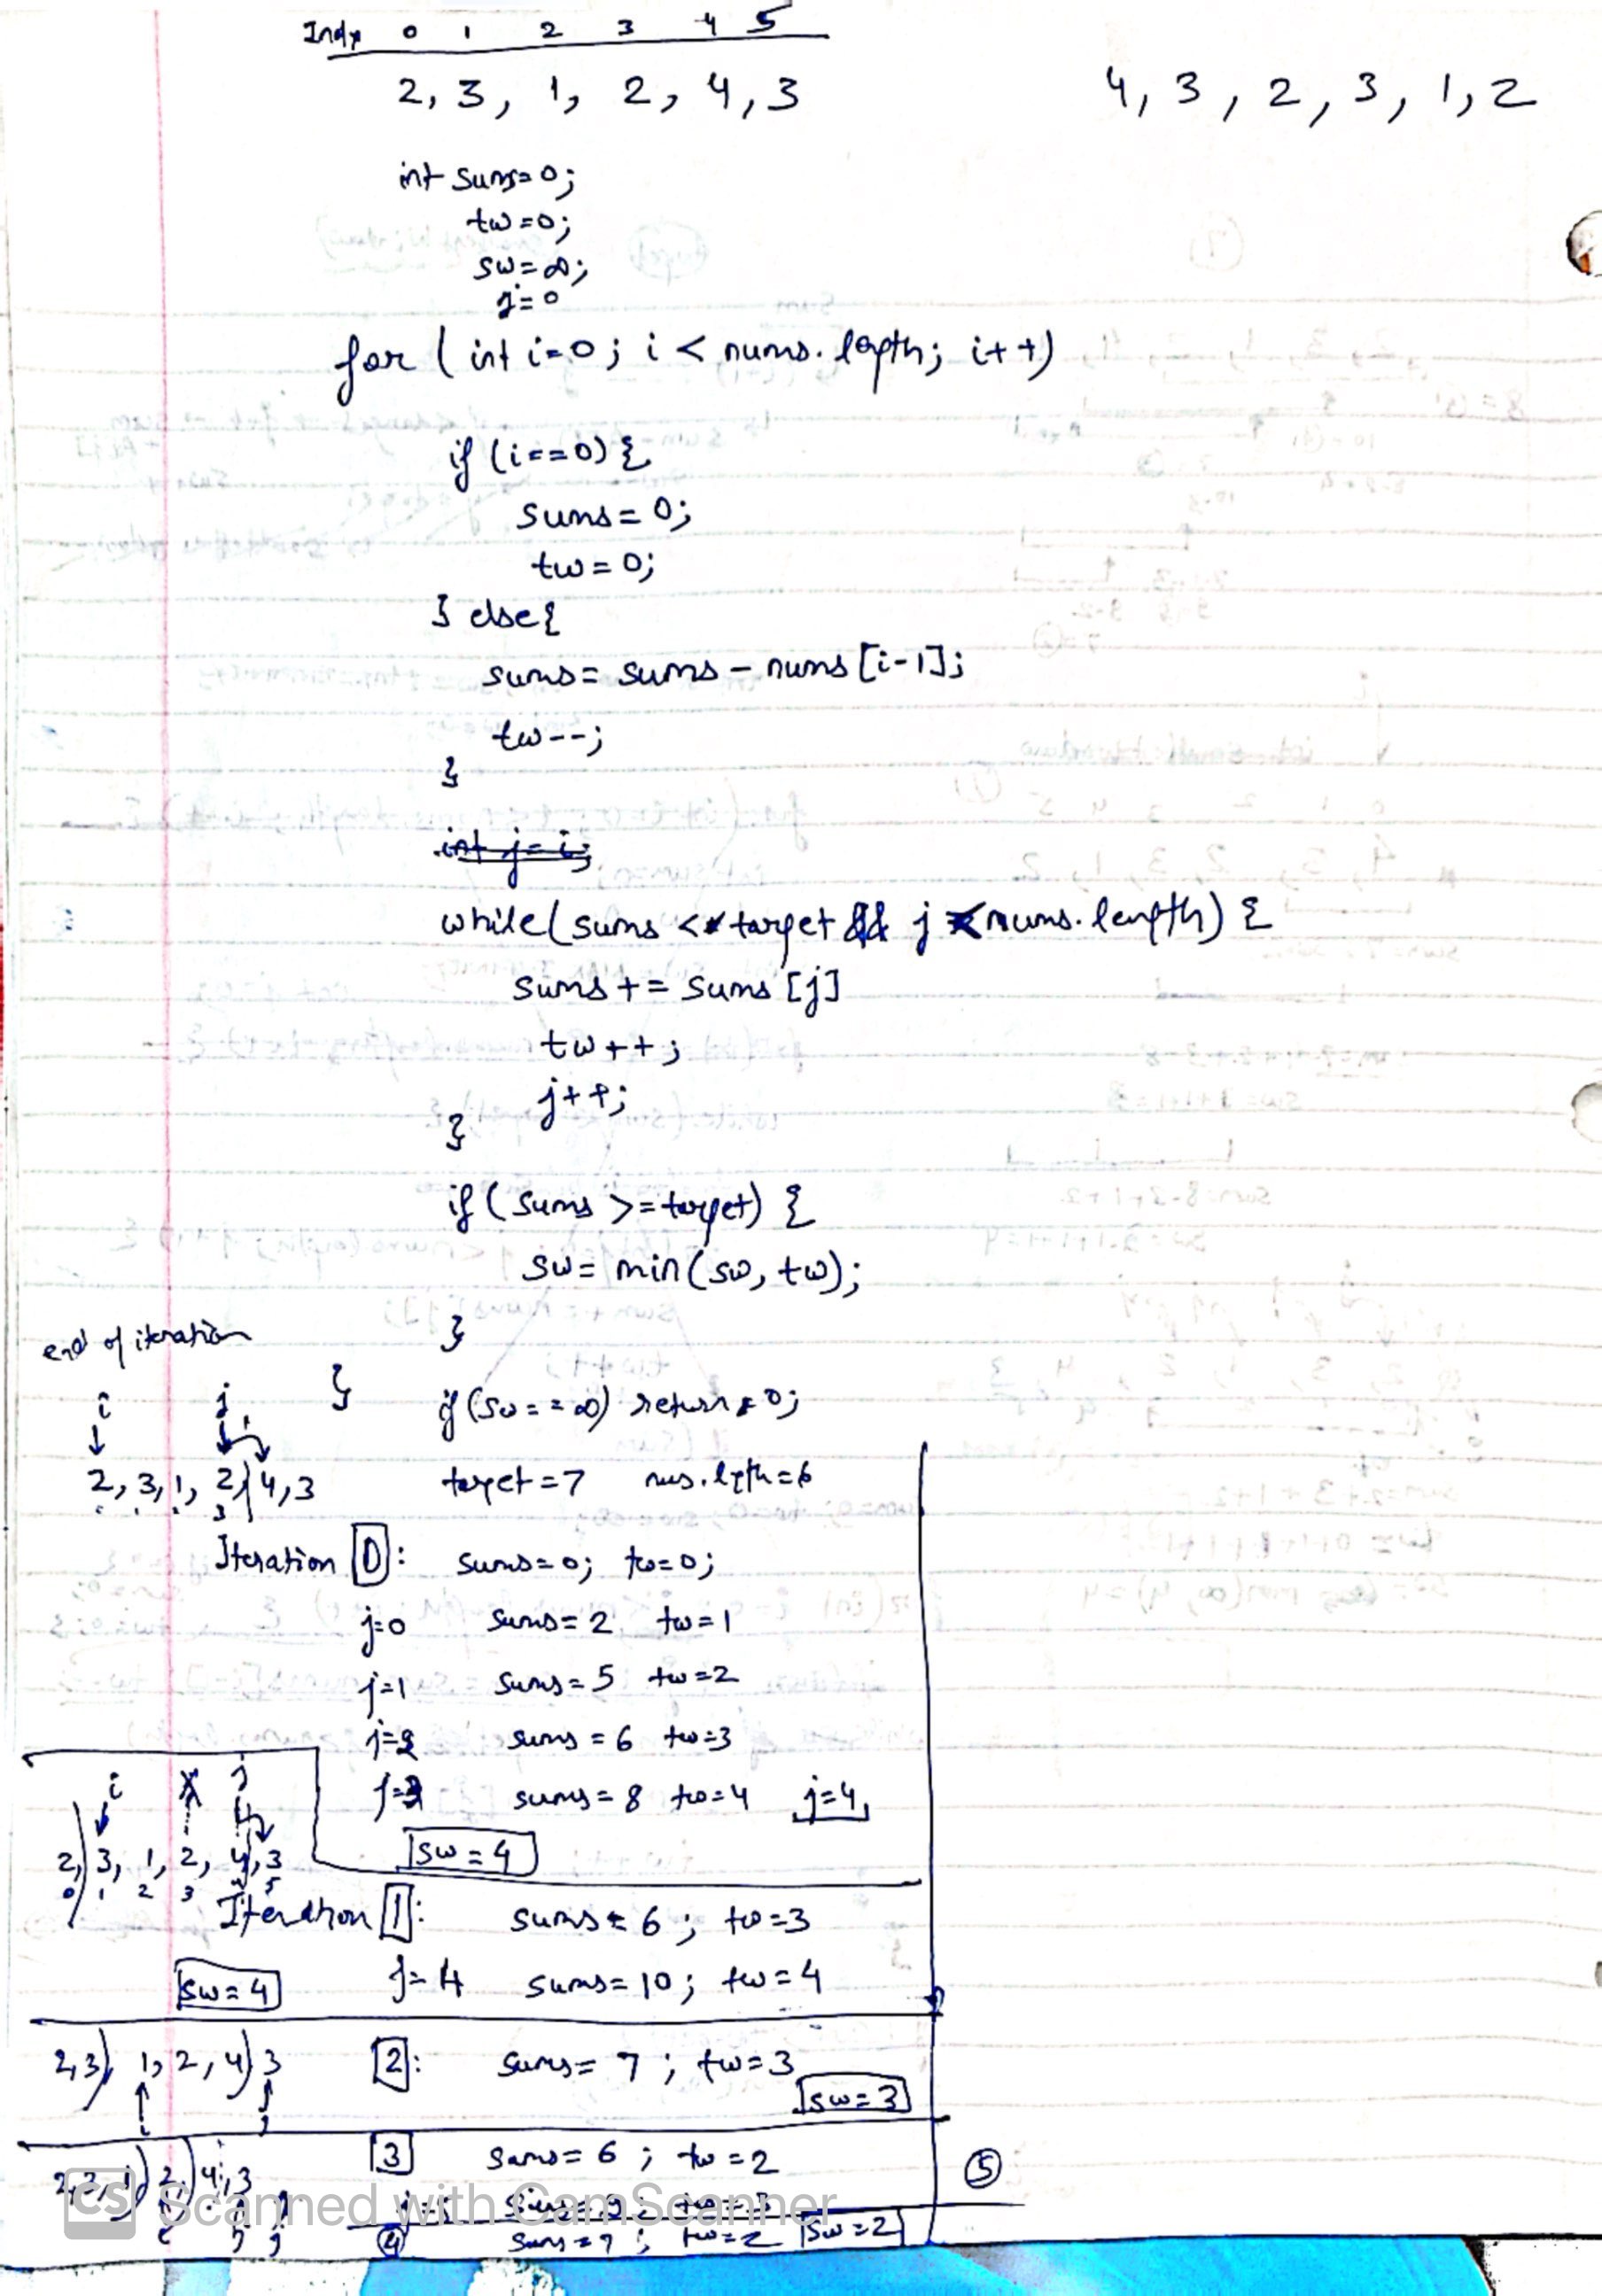 Indx 0 1 2 3 4 5
2, 3, 1, 2, 4, 3
4, 3, 2, 3, 1, 2
int sums=0;
tw=0;
sw=∞;
j=0
for (int i=0; i < nums.length; i++)
if (i==0) {
sums=0;
tw=0;
} else {
sums= sums - nums [i-1];
tw--;
}
int j=i;
while (sums < target && j < nums.length) {
sums += sums [j]
tw++;
j++;
}
if (sums >= target) {
sw= min(sw, tw);
}
end of iteration
}
if (sw==∞) return 0;
i j
2, 3, 1, 2, 4, 3
3
target=7 nus.lgth=6
Iteration 0: sums=0; tw=0;
j=0 sums=2 tw=1
j=1 sums=5 tw=2
j=2 sums=6 tw=3
j=3 sums=8 tw=4 j=4
sw=4
i j
2, 3, 1, 2, 4, 3
0 1 2 3 4 5
Iteration 1: sums=6; tw=3
j=4 sums=10; tw=4
sw=4
2,3) 1, 2, 4) 3
2: sums=7; tw=3
sw=3
i j
3 sums=6; tw=2
2,3,1) 2,) 4, 3
j=5 sums=9; tw=3
5
4 sums=7; tw=2 sw=2
CS Scanned with CamScanner